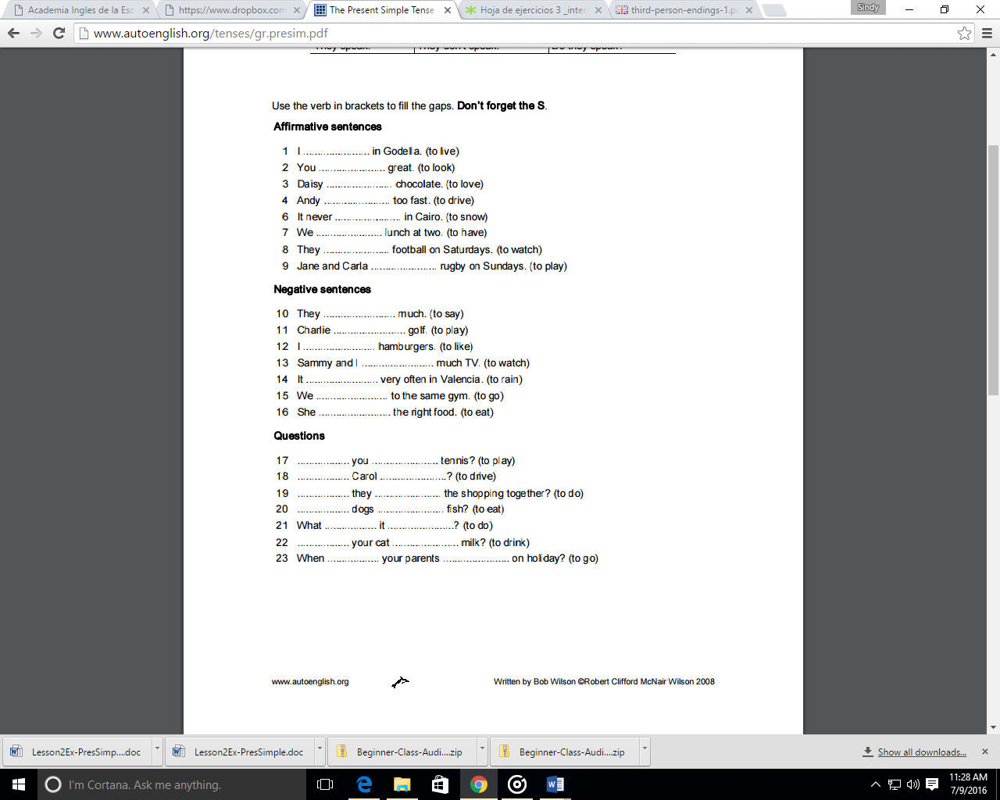 Academia Ingles de la Esc
https://www.dropbox.com
The Present Simple Tense
Hoja de ejercicios 3 _inter
third-person-endings-1.p
Sindy
www.autoenglish.org/tenses/gr.presim.pdf
They speak. They don't speak. Do they speak?
Use the verb in brackets to fill the gaps. Don't forget the S.
Affirmative sentences
1 I ........................ in Godella. (to live)
2 You ........................ great. (to look)
3 Daisy ........................ chocolate. (to love)
4 Andy ........................ too fast. (to drive)
6 It never ........................ in Cairo. (to snow)
7 We ........................ lunch at two. (to have)
8 They ........................ football on Saturdays. (to watch)
9 Jane and Carla ........................ rugby on Sundays. (to play)
Negative sentences
10 They .......................... much. (to say)
11 Charlie .......................... golf. (to play)
12 I .......................... hamburgers. (to like)
13 Sammy and I .......................... much TV. (to watch)
14 It .......................... very often in Valencia. (to rain)
15 We .......................... to the same gym. (to go)
16 She .......................... the right food. (to eat)
Questions
17 ................... you ........................ tennis? (to play)
18 ................... Carol ........................? (to drive)
19 ................... they ........................ the shopping together? (to do)
20 ................... dogs ........................ fish? (to eat)
21 What ................... it ........................? (to do)
22 ................... your cat ........................ milk? (to drink)
23 When ................... your parents ........................ on holiday? (to go)
www.autoenglish.org Written by Bob Wilson ©Robert Clifford McNair Wilson 2008
Lesson2Ex-PresSimp....doc
Lesson2Ex-PresSimple.doc
Beginner-Class-Audi....zip
Beginner-Class-Audi....zip
Show all downloads...
I'm Cortana. Ask me anything.
11:28 AM
7/9/2016